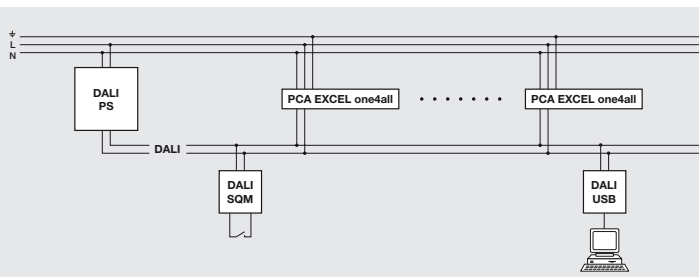 L
N
DALI
PS
PCA EXCEL one4all
PCA EXCEL one4all
DALI
DALI
SQM
DALI
USB